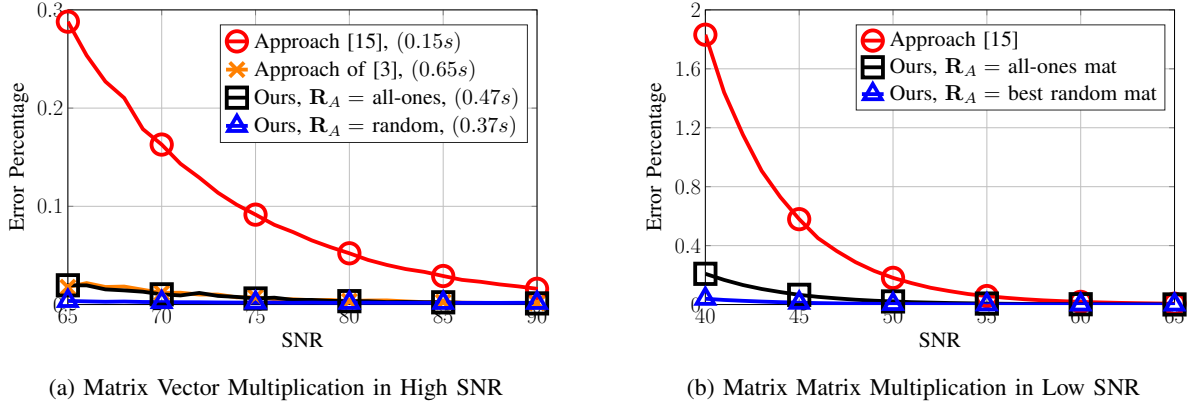 0.3
0.2
0.1
0
65
70
75
80
85
90
Error Percentage
SNR
Approach [15], (0.15s)
Approach of [3], (0.65s)
Ours, R_A = all-ones, (0.47s)
Ours, R_A = random, (0.37s)
(a) Matrix Vector Multiplication in High SNR
2
1.6
1.2
0.8
0.4
0
40
45
50
55
60
65
Error Percentage
SNR
Approach [15]
Ours, R_A = all-ones mat
Ours, R_A = best random mat
(b) Matrix Matrix Multiplication in Low SNR